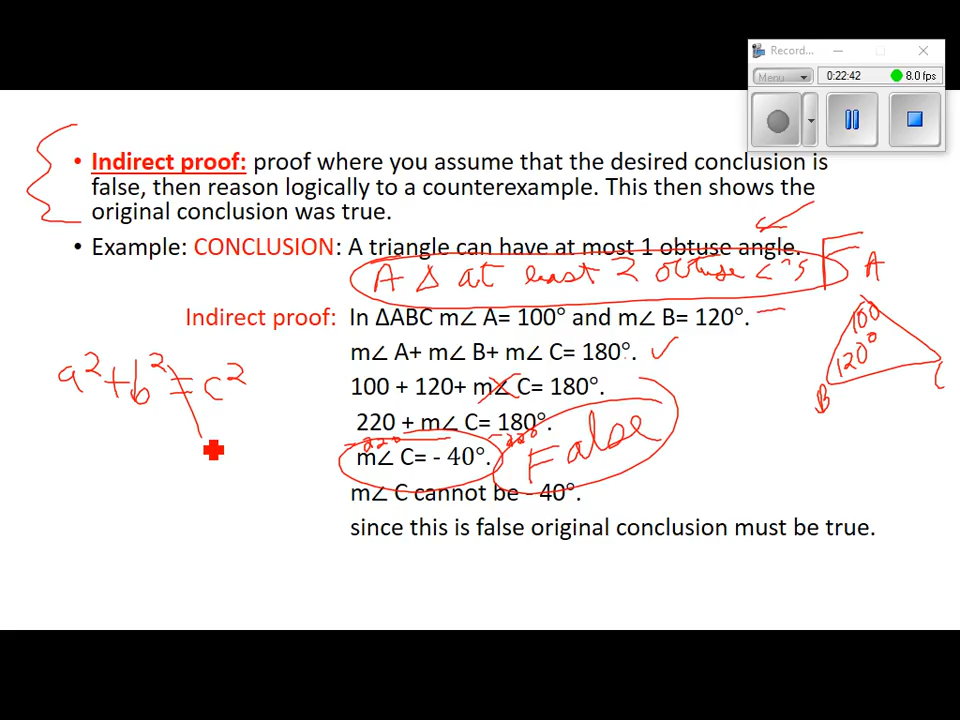 Record...
Menu
0:22:42
8.0 fps
• Indirect proof: proof where you assume that the desired conclusion is
false, then reason logically to a counterexample. This then shows the
original conclusion was true.
• Example: CONCLUSION: A triangle can have at most 1 obtuse angle.
A Δ at least 2 obtuse <'s F
A
Indirect proof: In ΔABC m∠ A= 100° and m∠ B= 120°.
100
m∠ A+ m∠ B+ m∠ C= 180°. ✓
120°
a²+b²=c²
100 + 120+ m∠ C= 180°.
B
C
220 + m∠ C= 180°.
-220° -220°
False
m∠ C= - 40°.
m∠ C cannot be - 40°.
since this is false original conclusion must be true.